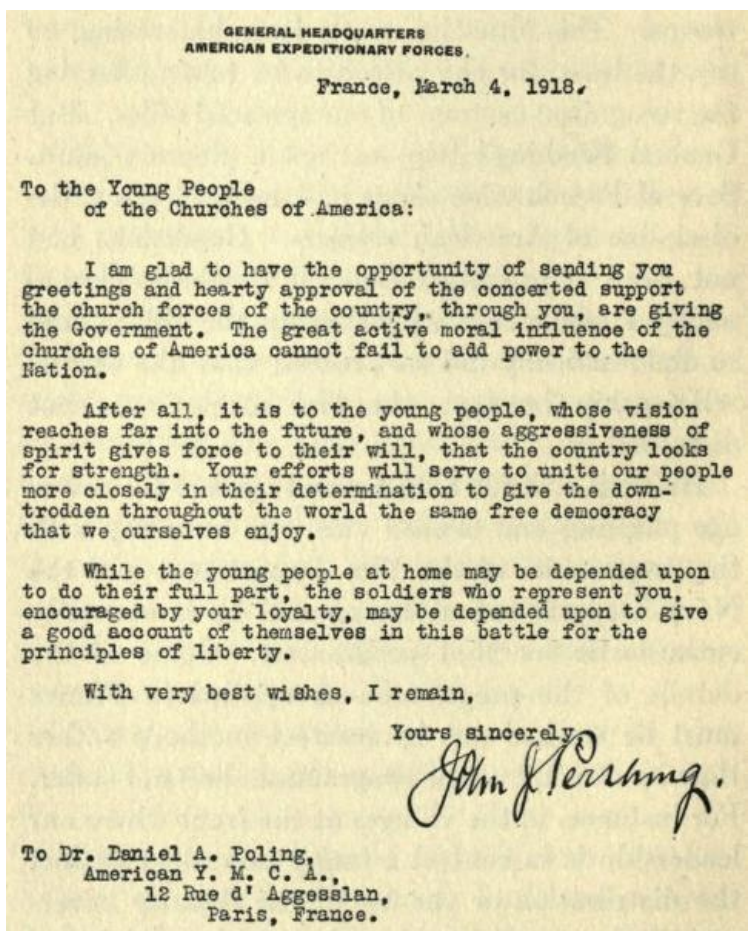 GENERAL HEADQUARTERS
AMERICAN EXPEDITIONARY FORCES.
France, March 4, 1918.
To the Young People
of the Churches of America:
I am glad to have the opportunity of sending you
greetings and hearty approval of the concerted support
the church forces of the country, through you, are giving
the Government. The great active moral influence of the
churches of America cannot fail to add power to the
Nation.
After all, it is to the young people, whose vision
reaches far into the future, and whose aggressiveness of
spirit gives force to their will, that the country looks
for strength. Your efforts will serve to unite our people
more closely in their determination to give the down-
trodden throughout the world the same free democracy
that we ourselves enjoy.
While the young people at home may be depended upon
to do their full part, the soldiers who represent you,
encouraged by your loyalty, may be depended upon to give
a good account of themselves in this battle for the
principles of liberty.
With very best wishes, I remain,
Yours sincerely,
John J. Pershing.
To Dr. Daniel A. Poling,
American Y. M. C. A.,
12 Rue d' Aggesslan,
Paris, France.